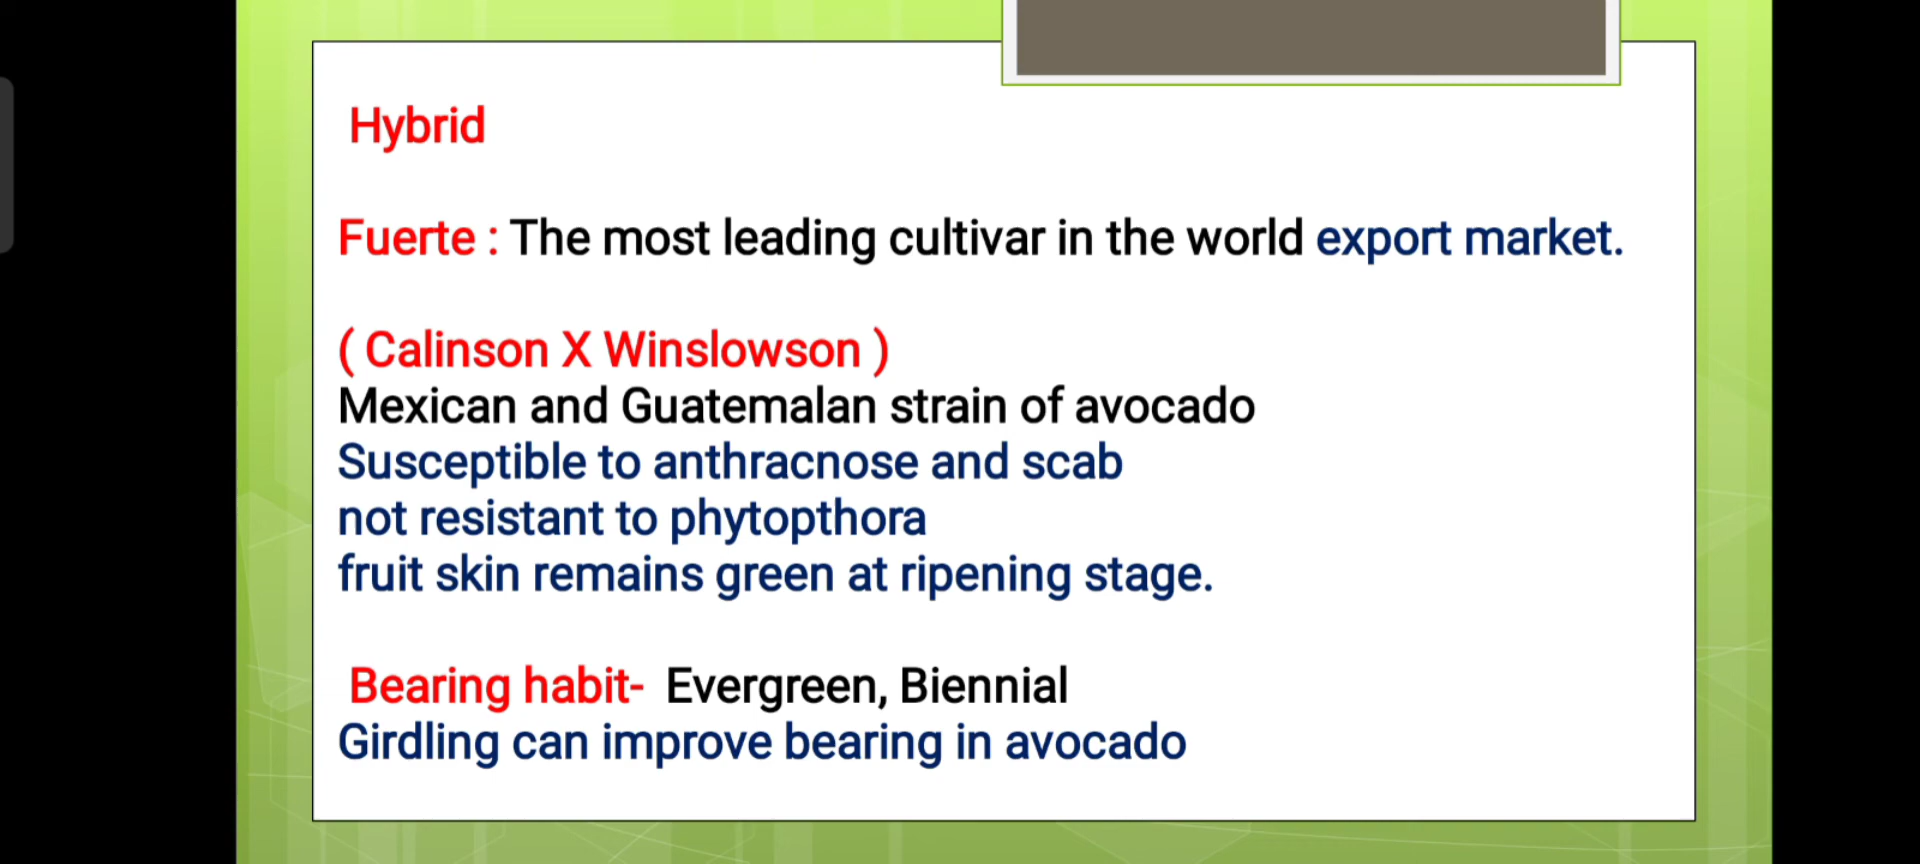 Hybrid
Fuerte : The most leading cultivar in the world export market.
( Calinson X Winslowson )
Mexican and Guatemalan strain of avocado
Susceptible to anthracnose and scab
not resistant to phytopthora
fruit skin remains green at ripening stage.
Bearing habit- Evergreen, Biennial
Girdling can improve bearing in avocado